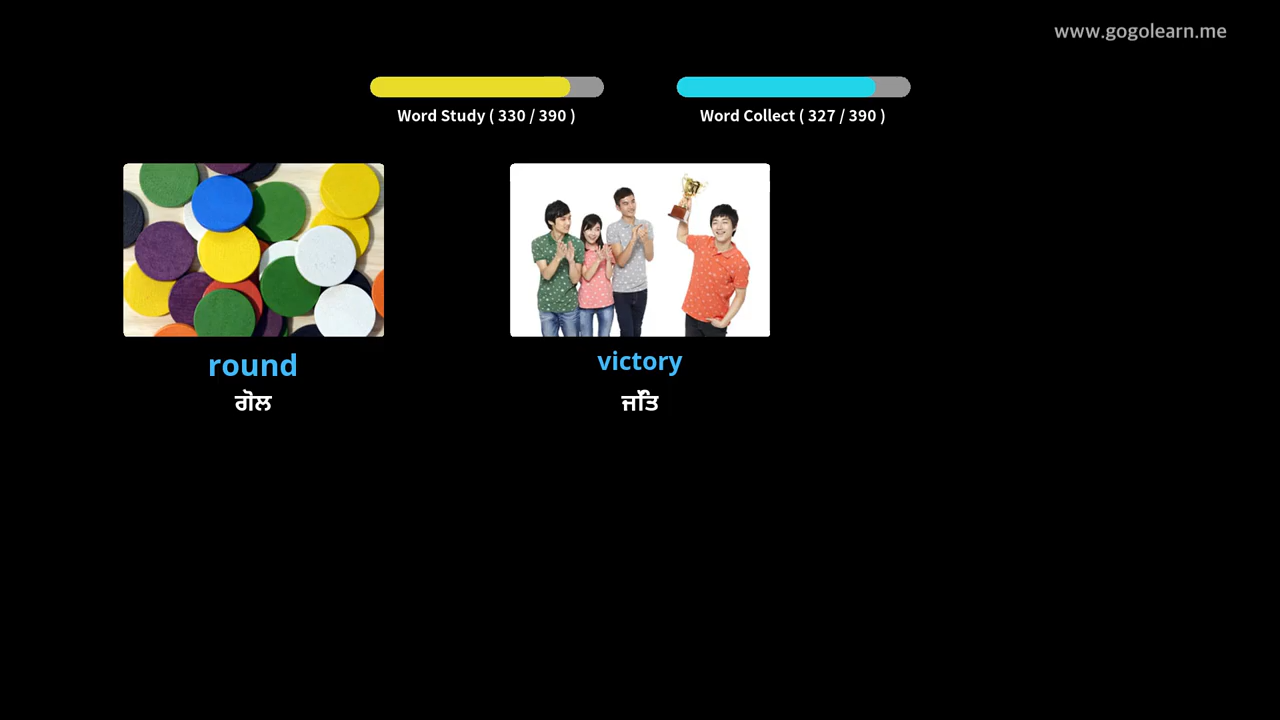 www.gogolearn.me
Word Study ( 330 / 390 )
Word Collect ( 327 / 390 )
round
victory
ਗੋਲ
ਜਿੱਤ